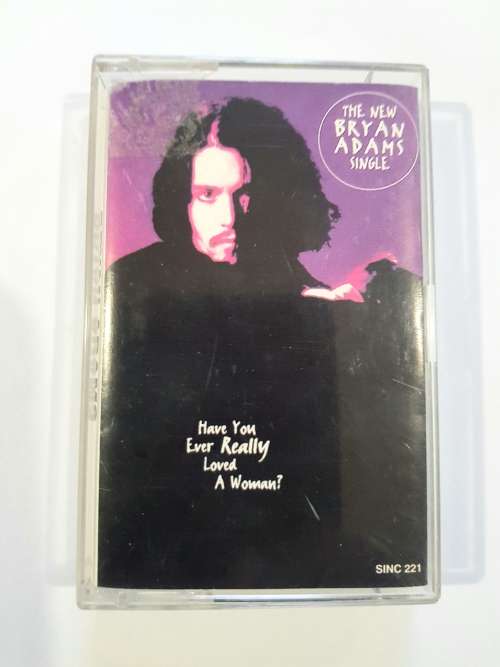 THE NEW
BRYAN
ADAMS
SINGLE
Have You
Ever Really
Loved
A Woman?
SINC 221